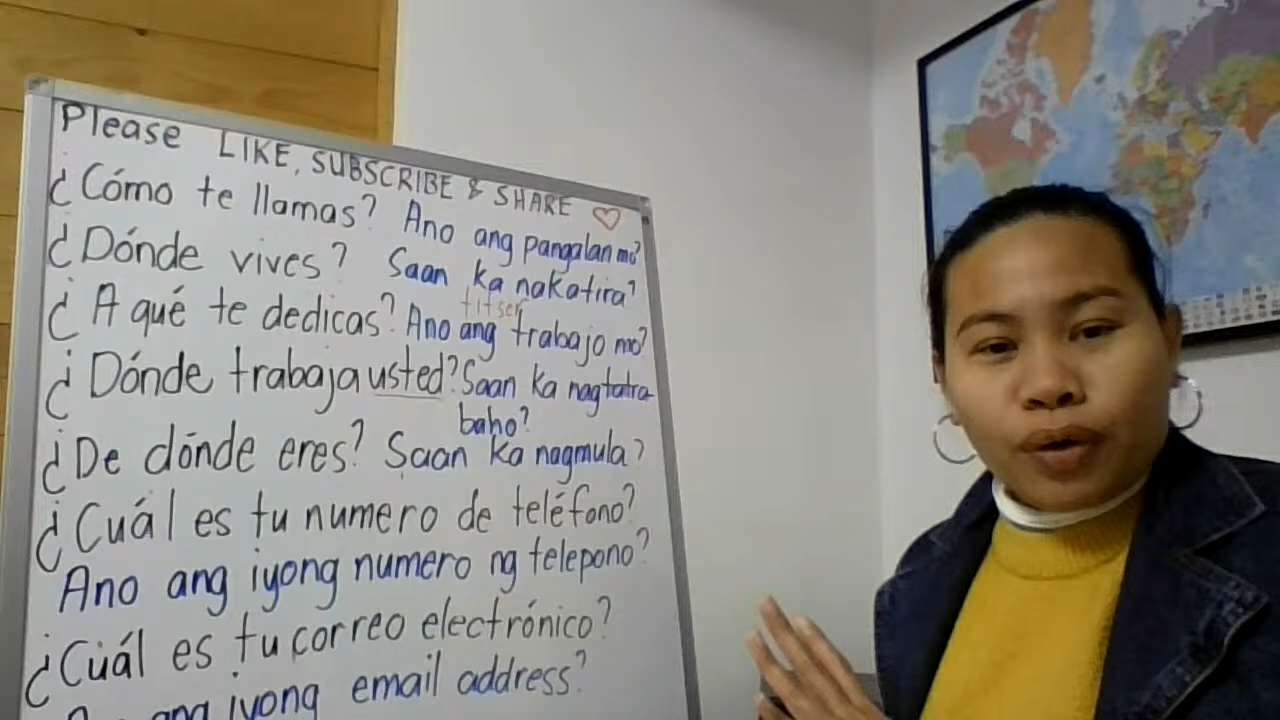 Please LIKE, SUBSCRIBE & SHARE
¿Cómo te llamas? Ano ang pangalan mo?
¿Dónde vives? Saan ka nakatira?
titser
¿A qué te dedicas? Ano ang trabajo mo?
¿Dónde trabaja usted? Saan ka nagtatra-
baho?
¿De dónde eres? Saan ka nagmula?
¿Cuál es tu numero de teléfono?
Ano ang iyong numero ng telepono?
¿Cuál es tu correo electrónico?
ang iyong email address?